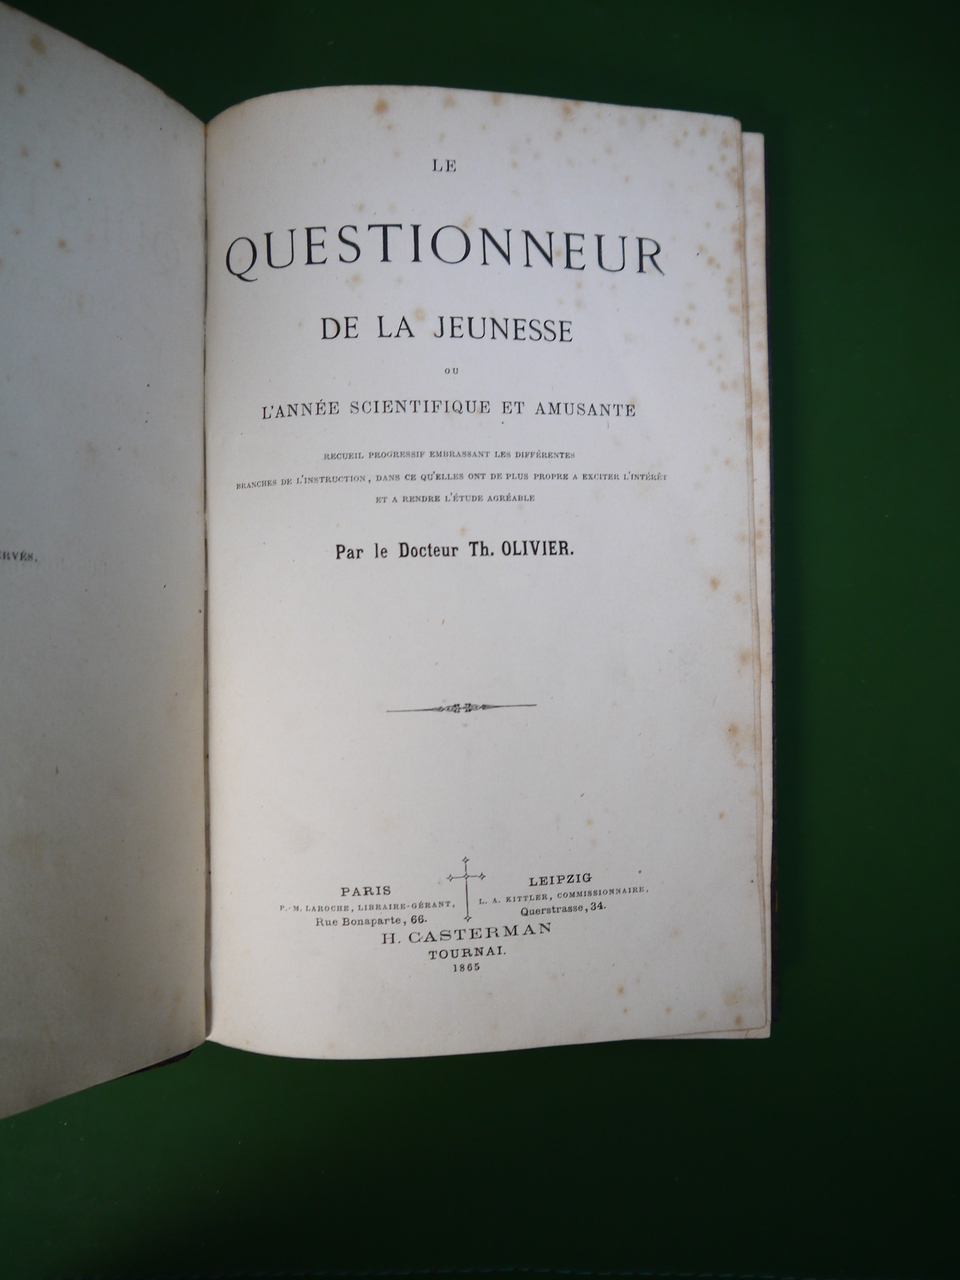 LE
QUESTIONNEUR
DE LA JEUNESSE
OU
L'ANNÉE SCIENTIFIQUE ET AMUSANTE
RECUEIL PROGRESSIF EMBRASSANT LES DIFFÉRENTES
BRANCHES DE L'INSTRUCTION, DANS CE QU'ELLES ONT DE PLUS PROPRE A EXCITER L'INTÉRÊT
ET A RENDRE L'ÉTUDE AGRÉABLE
Par le Docteur Th. OLIVIER.
PARIS
P.-M. LAROCHE, LIBRAIRE-GÉRANT,
Rue Bonaparte, 66.
LEIPZIG
L. A. KITTLER, COMMISSIONNAIRE,
Querstrasse, 34.
H. CASTERMAN
TOURNAI.
1865